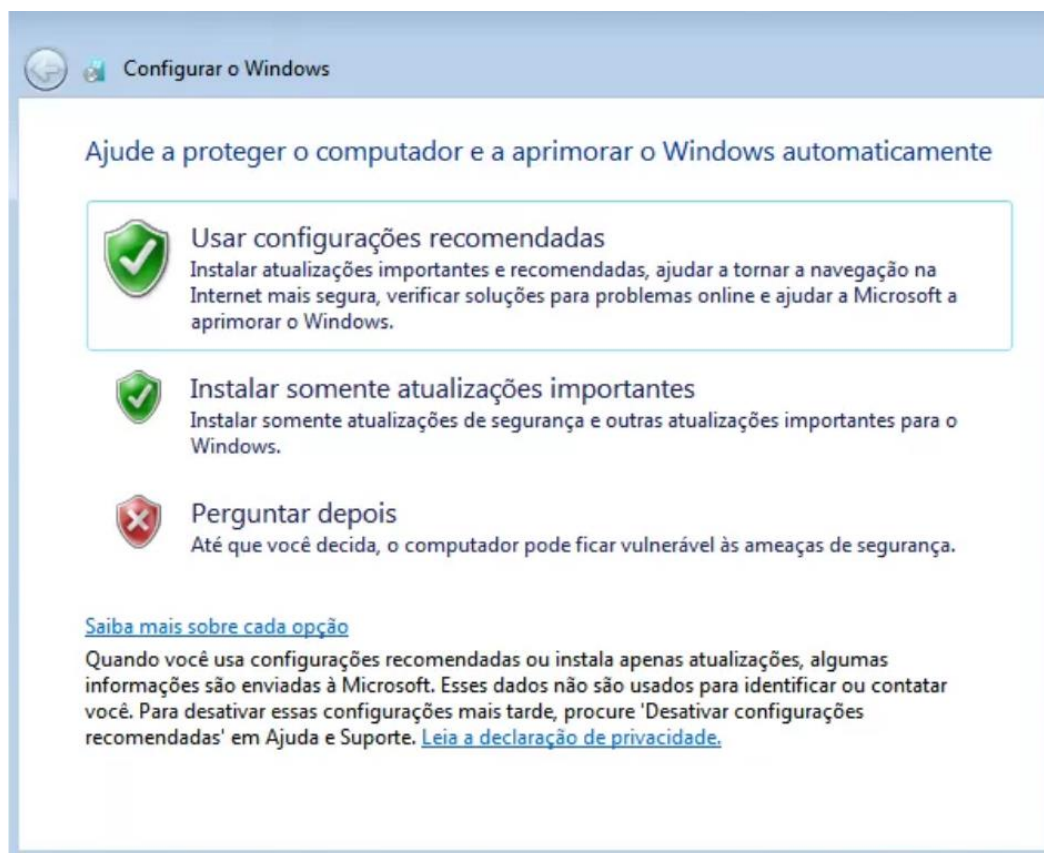 Configurar o Windows
Ajude a proteger o computador e a aprimorar o Windows automaticamente
Usar configurações recomendadas
Instalar atualizações importantes e recomendadas, ajudar a tornar a navegação na
Internet mais segura, verificar soluções para problemas online e ajudar a Microsoft a
aprimorar o Windows.
Instalar somente atualizações importantes
Instalar somente atualizações de segurança e outras atualizações importantes para o
Windows.
Perguntar depois
Até que você decida, o computador pode ficar vulnerável às ameaças de segurança.
Saiba mais sobre cada opção
Quando você usa configurações recomendadas ou instala apenas atualizações, algumas
informações são enviadas à Microsoft. Esses dados não são usados para identificar ou contatar
você. Para desativar essas configurações mais tarde, procure 'Desativar configurações
recomendadas' em Ajuda e Suporte. Leia a declaração de privacidade.